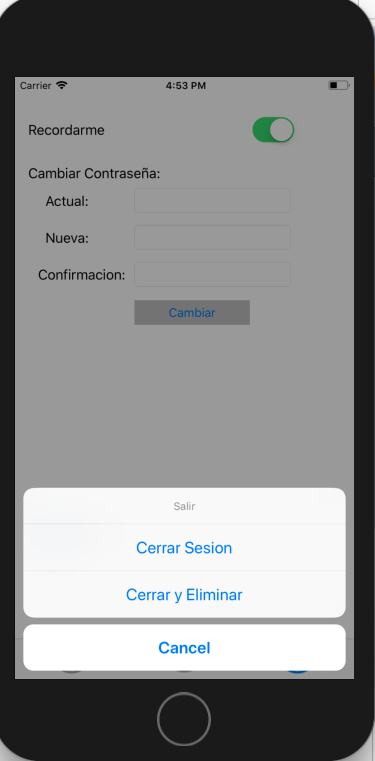 Carrier 4:53 PM
Recordarme
Cambiar Contraseña:
Actual:
Nueva:
Confirmacion:
Cambiar
Salir
Cerrar Sesion
Cerrar y Eliminar
Cancel